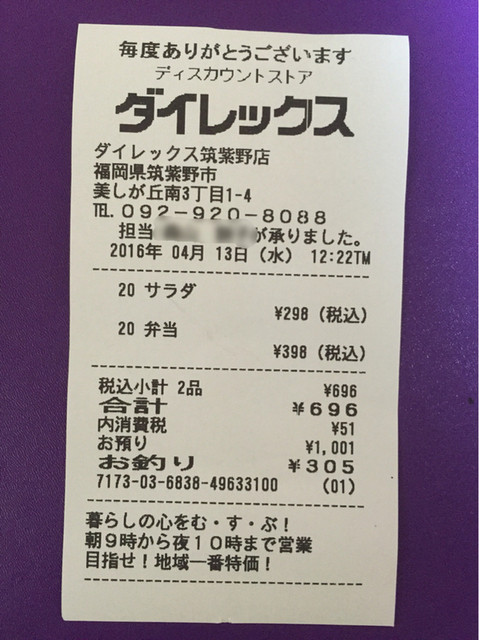 毎度ありがとうございます
ディスカウントストア
ダイレックス
ダイレックス筑紫野店
福岡県筑紫野市
美しが丘南3丁目1-4
℡.092-920-8088
担当 が承りました。
2016年 04月 13日(水) 12:22TM
20 サラダ
¥298(税込)
20 弁当
¥398(税込)
税込小計 2品 ¥696
合計 ¥696
内消費税 ¥51
お預り ¥1,001
お釣り ¥305
7173-03-6838-49633100 (01)
暮らしの心をむ・す・ぶ!
朝9時から夜10時まで営業
目指せ!地域一番特価!